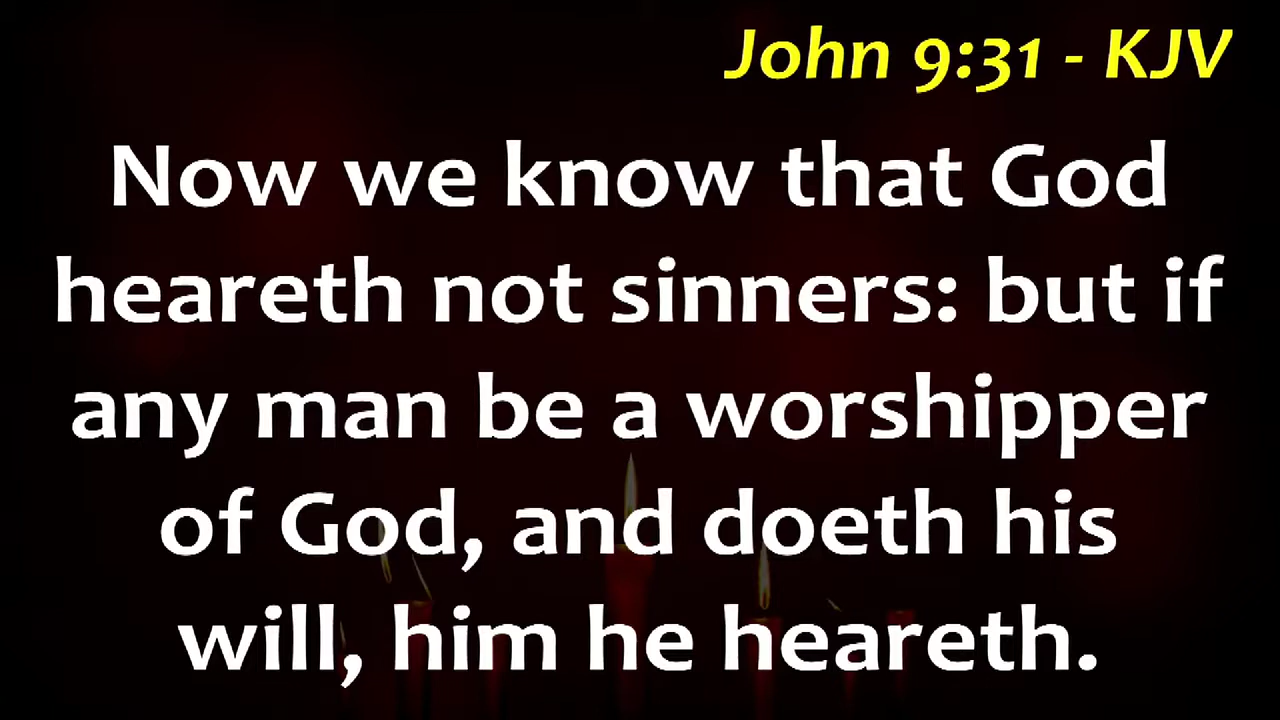 John 9:31 - KJV
Now we know that God
heareth not sinners: but if
any man be a worshipper
of God, and doeth his
will, him he heareth.